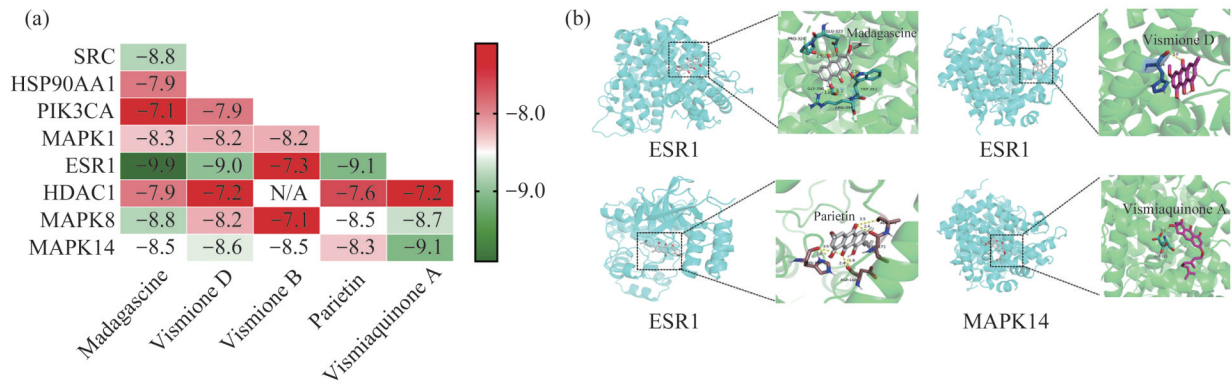 (a)
SRC −8.8
HSP90AA1 −7.9
PIK3CA −7.1 −7.9
MAPK1 −8.3 −8.2 −8.2
ESR1 −9.9 −9.0 −7.3 −9.1
HDAC1 −7.9 −7.2 N/A −7.6 −7.2
MAPK8 −8.8 −8.2 −7.1 −8.5 −8.7
MAPK14 −8.5 −8.6 −8.5 −8.3 −9.1
Madagascine
Vismione D
Vismione B
Parietin
Vismiaquinone A
−8.0
−9.0
(b)
Madagascine
ESR1
Vismione D
ESR1
Parietin
ESR1
Vismiaquinone A
MAPK14